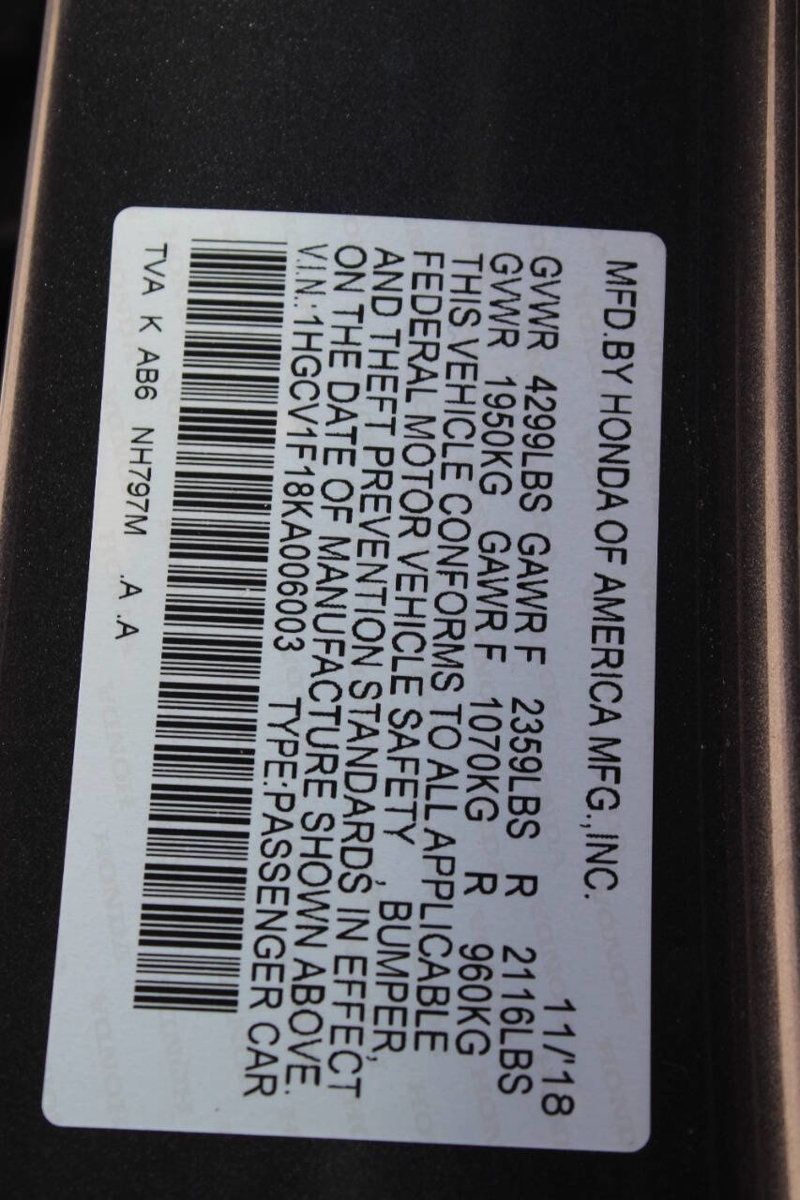 MFD.BY HONDA OF AMERICA MFG.,INC. 11/'18
GVWR 4299LBS GAWR F 2359LBS R 2116LBS
GVWR 1950KG GAWR F 1070KG R 960KG
THIS VEHICLE CONFORMS TO ALL APPLICABLE
FEDERAL MOTOR VEHICLE SAFETY , BUMPER,
AND THEFT PREVENTION STANDARDS IN EFFECT
ON THE DATE OF MANUFACTURE SHOWN ABOVE.
V.I.N.: 1HGCV1F18KA006003 TYPE:PASSENGER CAR
TVA K AB6 NH797M .A .A